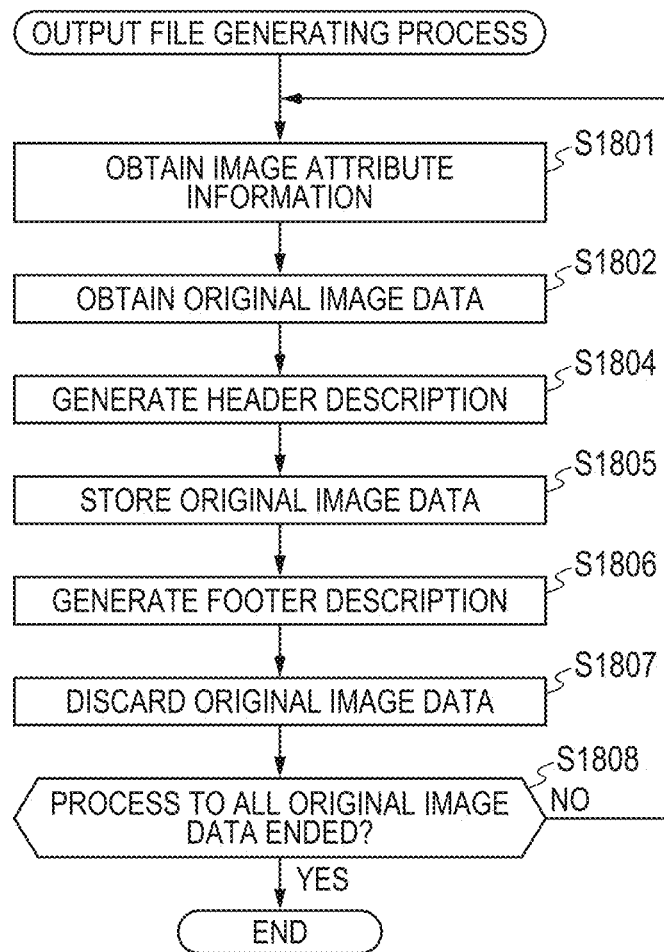 OUTPUT FILE GENERATING PROCESS
S1801
OBTAIN IMAGE ATTRIBUTE
INFORMATION
S1802
OBTAIN ORIGINAL IMAGE DATA
S1804
GENERATE HEADER DESCRIPTION
S1805
STORE ORIGINAL IMAGE DATA
S1806
GENERATE FOOTER DESCRIPTION
S1807
DISCARD ORIGINAL IMAGE DATA
S1808
PROCESS TO ALL ORIGINAL IMAGE
DATA ENDED?
NO
YES
END